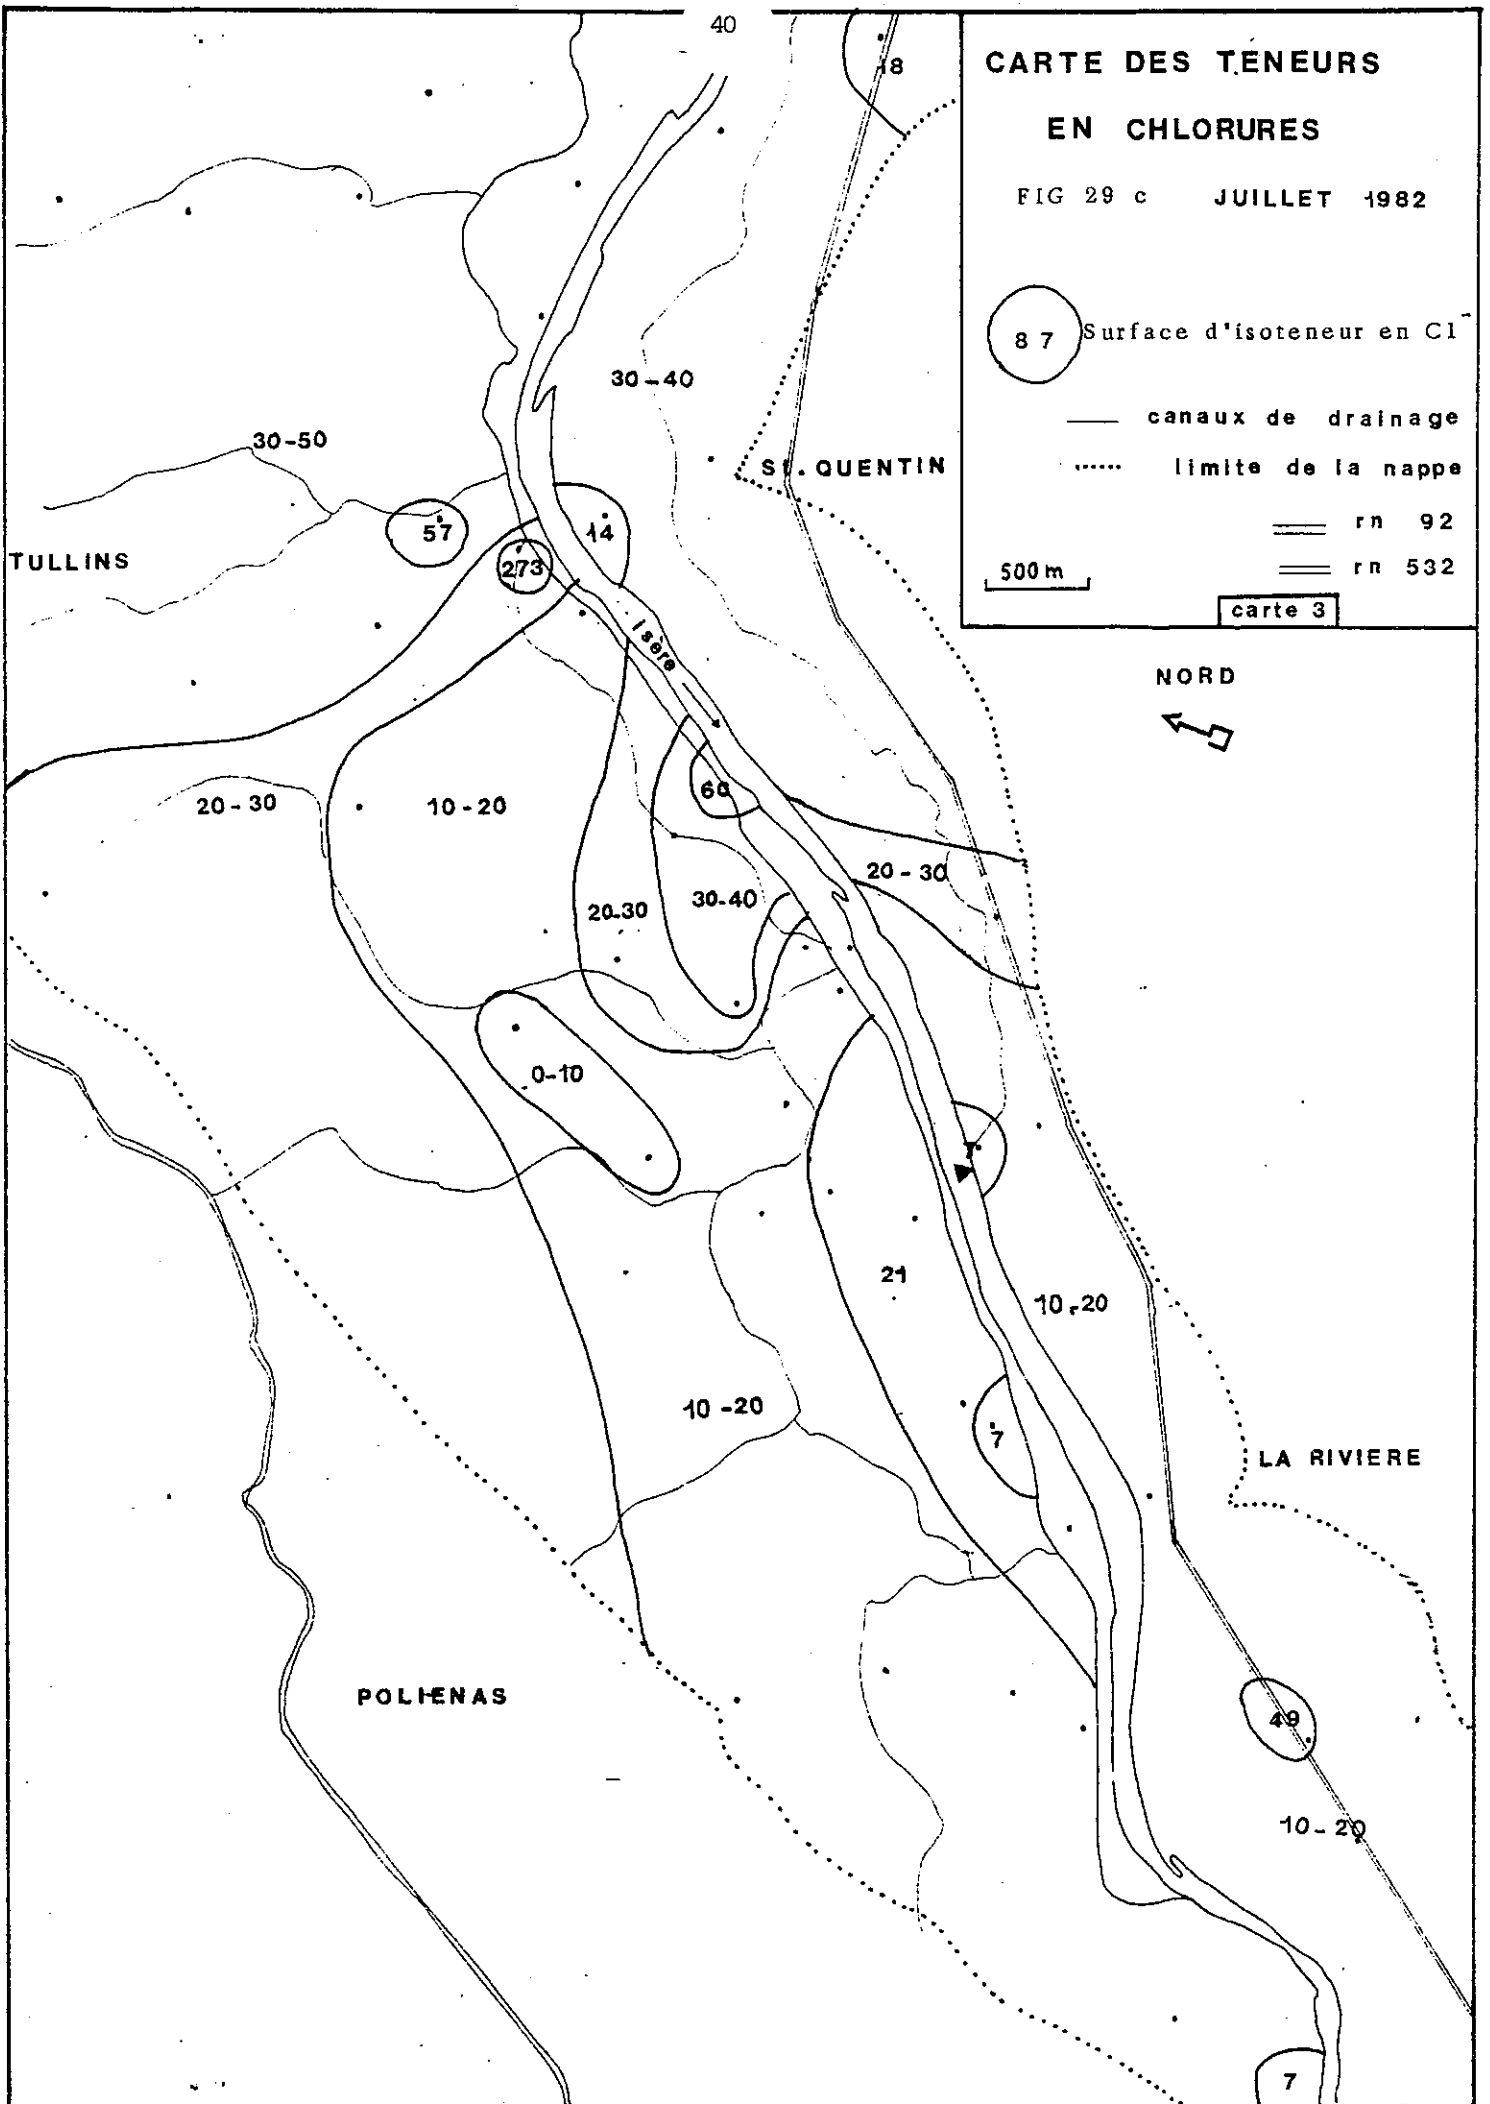 40
CARTE DES TENEURS
EN CHLORURES
FIG 29 c JUILLET 1982
87 Surface d'isoteneur en Cl⁻
canaux de drainage
limite de la nappe
rn 92
rn 532
500 m
carte 3
NORD
18
30-40
30-50
ST. QUENTIN
57
14
273
TULLINS
Isère
60
20-30
10-20
20-30
30-40
20-30
0-10
7
21
10-20
10-20
7
LA RIVIERE
POLIENAS
49
10-20
7